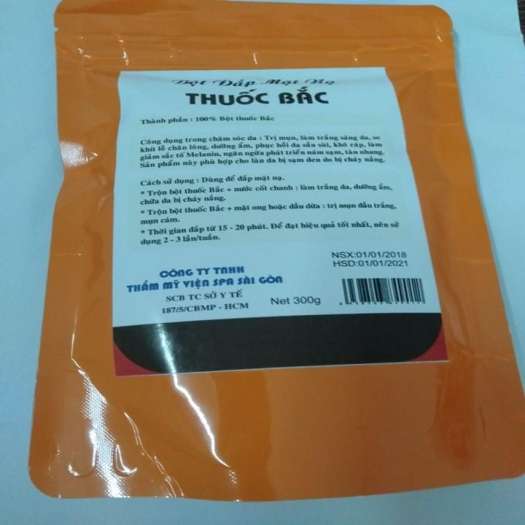 Bột Đắp Mặt Nạ
THUỐC BẮC
Thành phần : 100% Bột thuốc Bắc
Công dụng trong chăm sóc da : Trị mụn, làm trắng sáng da, se
khít lỗ chân lông, dưỡng ẩm, phục hồi da sần sùi, khô ráp, làm
giảm sắc tố Melanin, ngăn ngừa phát triển nám sạm, tàn nhang.
Sản phẩm này phù hợp cho làn da bị sạm đen do bị cháy nắng.
Cách sử dụng : Dùng để đắp mặt nạ.
* Trộn bột thuốc Bắc + nước cốt chanh : làm trắng da, dưỡng ẩm,
chữa da bị cháy nắng.
* Trộn bột thuốc Bắc + mật ong hoặc dầu dừa : trị mụn đầu trắng,
mụn cám.
* Thời gian đắp từ 15 - 20 phút. Để đạt hiệu quả tốt nhất, nên sử
dụng 2 - 3 lần/tuần.
NSX:01/01/2018
HSD:01/01/2021
CÔNG TY TNHH
THẨM MỸ VIỆN SPA SÀI GÒN
SCB TC SỞ Y TẾ
187/5/CBMP - HCM
Net 300g